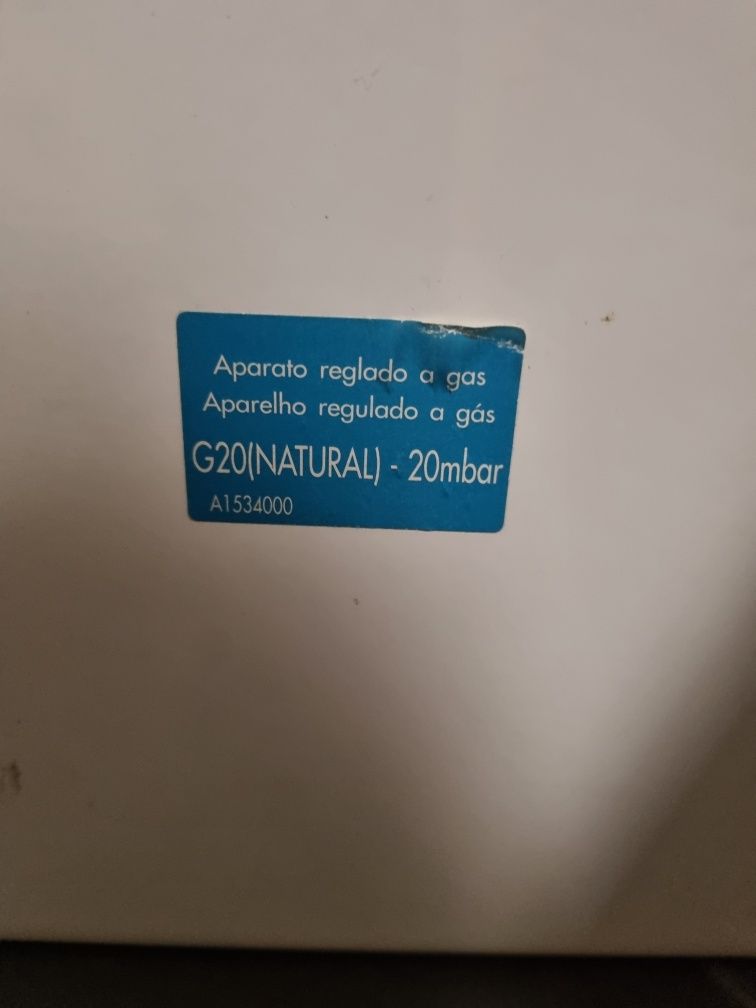 Aparato reglado a gas
Aparelho regulado a gás
G20(NATURAL) - 20mbar
A1534000